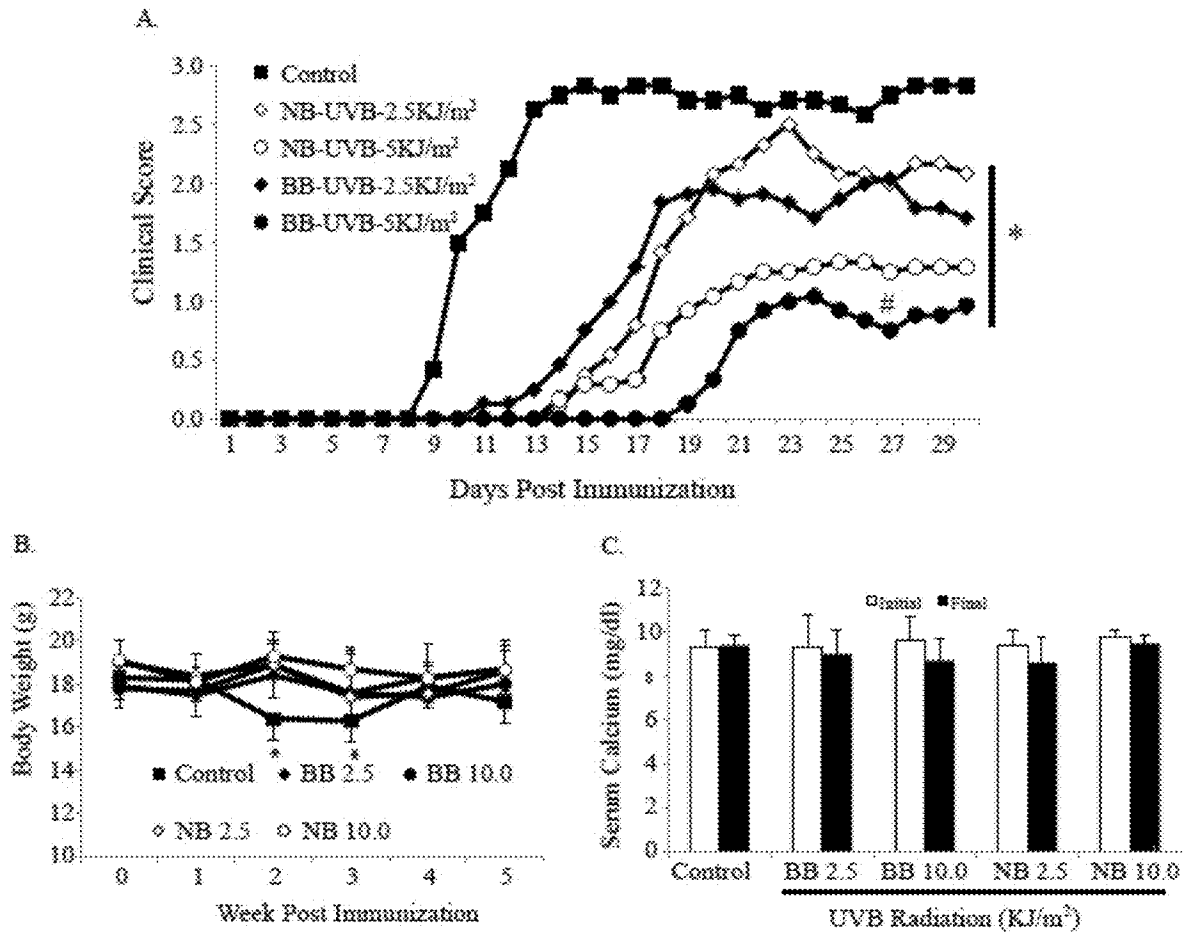 A.
3.0
2.5
2.0
1.5
1.0
0.5
0.0
Clinical Score
Control
NB-UVB-2.5KJ/m²
NB-UVB-5KJ/m²
BB-UVB-2.5KJ/m²
BB-UVB-5KJ/m²
*
#
1 3 5 7 9 11 13 15 17 19 21 23 25 27 29
Days Post Immunization
B.
22
20
18
16
14
12
10
Body Weight (g)
* *
Control BB 2.5 BB 10.0
NB 2.5 NB 10.0
0 1 2 3 4 5
Week Post Immunization
C.
12
10
8
6
4
2
0
Serum Calcium (mg/dl)
Initial Final
Control BB 2.5 BB 10.0 NB 2.5 NB 10.0
UVB Radiation (KJ/m²)